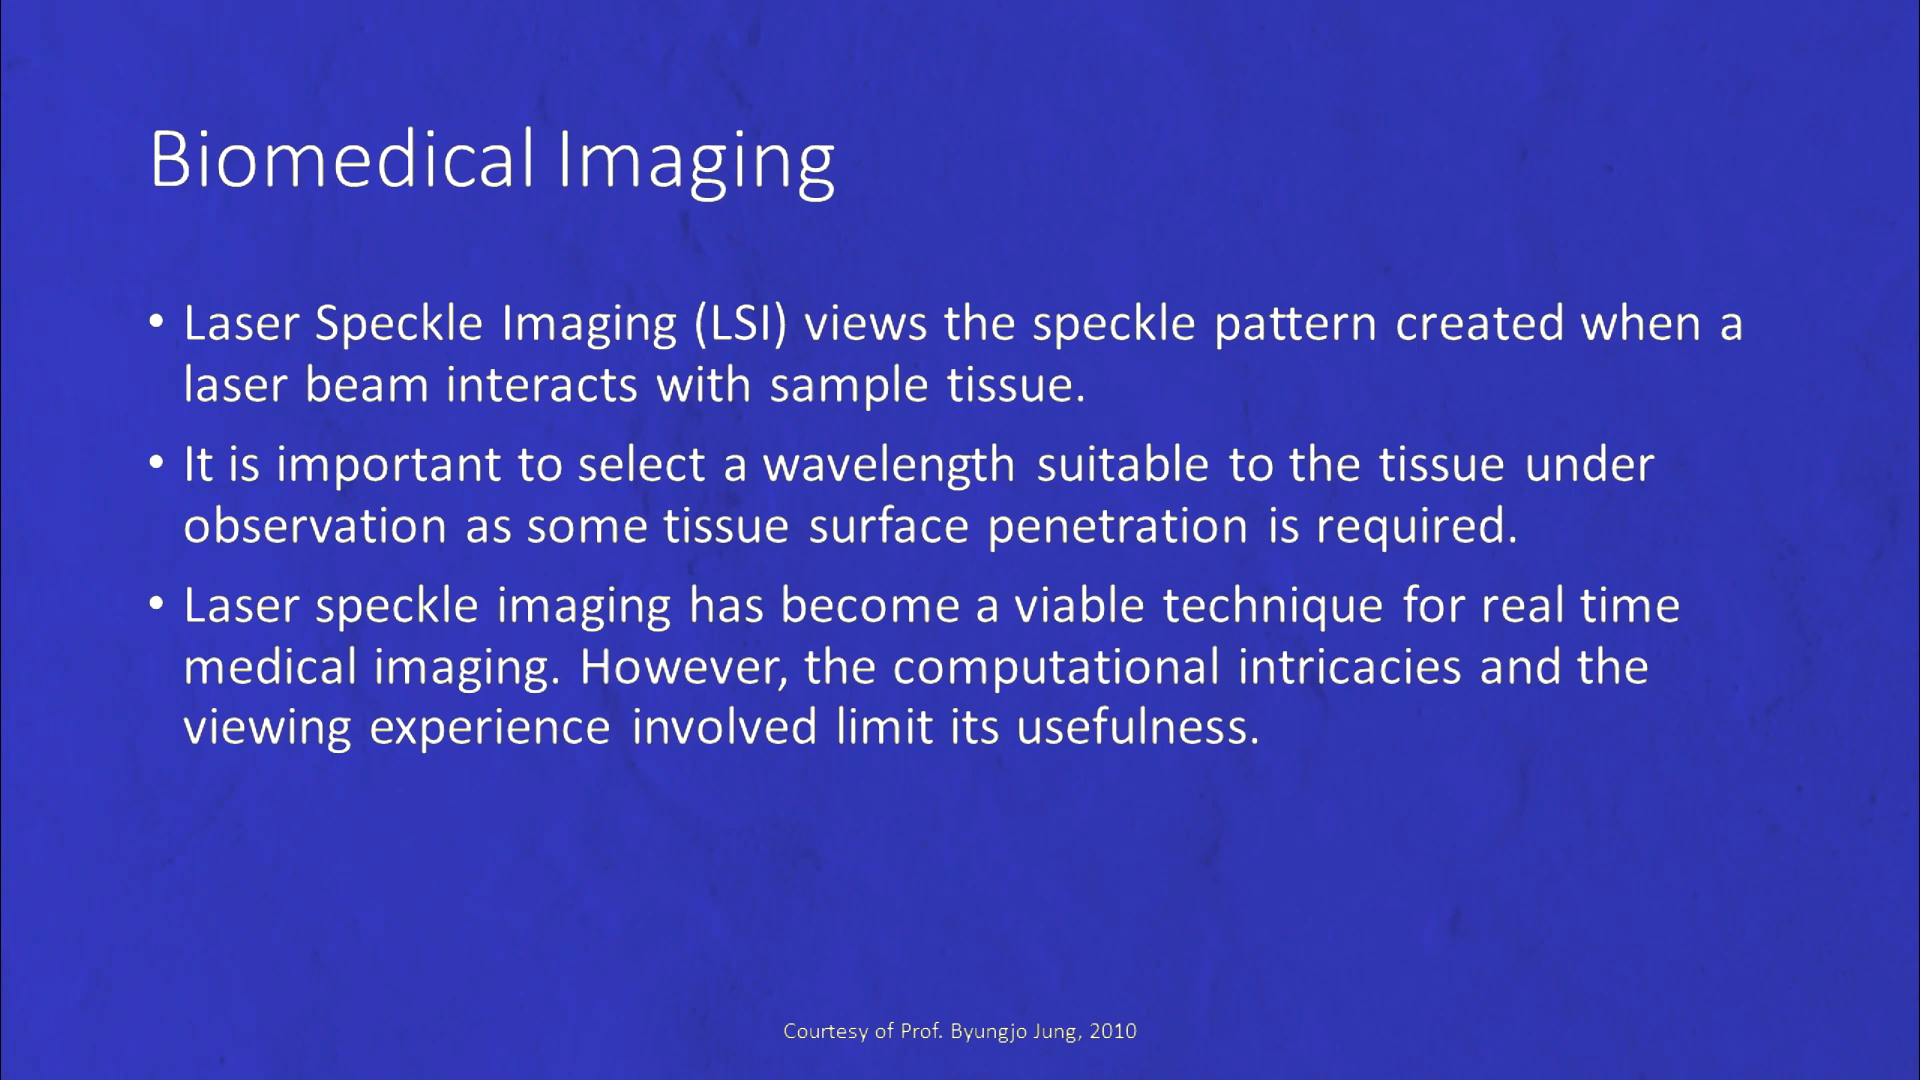 Biomedical Imaging
• Laser Speckle Imaging (LSI) views the speckle pattern created when a
laser beam interacts with sample tissue.
• It is important to select a wavelength suitable to the tissue under
observation as some tissue surface penetration is required.
• Laser speckle imaging has become a viable technique for real time
medical imaging. However, the computational intricacies and the
viewing experience involved limit its usefulness.
Courtesy of Prof. Byungjo Jung, 2010